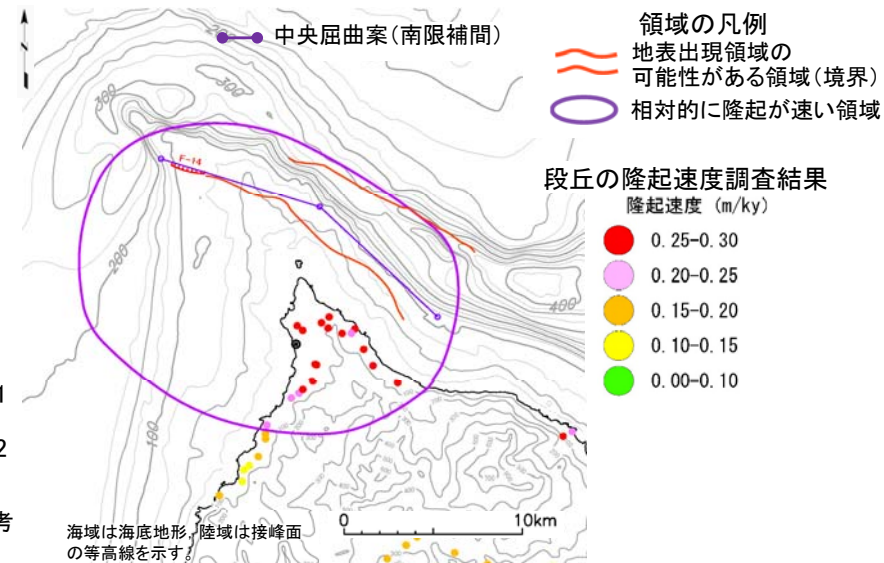 N
中央屈曲案(南限補間)
領域の凡例
地表出現領域の
可能性がある領域(境界)
相対的に隆起が速い領域
段丘の隆起速度調査結果
隆起速度 (m/ky)
0.25-0.30
0.20-0.25
0.15-0.20
0.10-0.15
0.00-0.10
300
300
F-14
200
400
100
1
2
考
0
10km
海域は海底地形,陸域は接峰面
の等高線を示す。